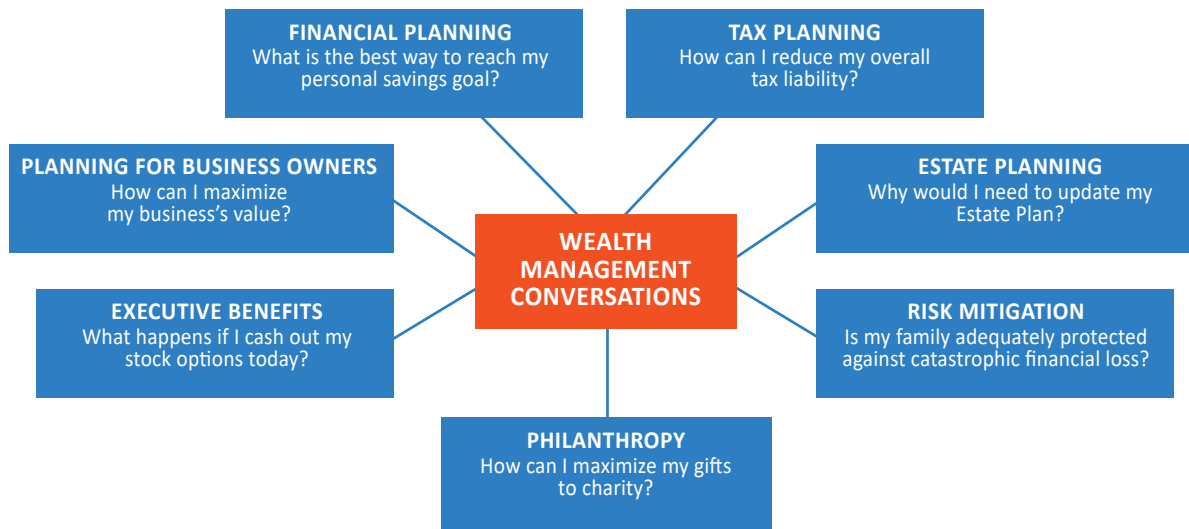 FINANCIAL PLANNING
What is the best way to reach my
personal savings goal?
TAX PLANNING
How can I reduce my overall
tax liability?
PLANNING FOR BUSINESS OWNERS
How can I maximize
my business’s value?
ESTATE PLANNING
Why would I need to update my
Estate Plan?
WEALTH
MANAGEMENT
CONVERSATIONS
EXECUTIVE BENEFITS
What happens if I cash out my
stock options today?
RISK MITIGATION
Is my family adequately protected
against catastrophic financial loss?
PHILANTHROPY
How can I maximize my gifts
to charity?